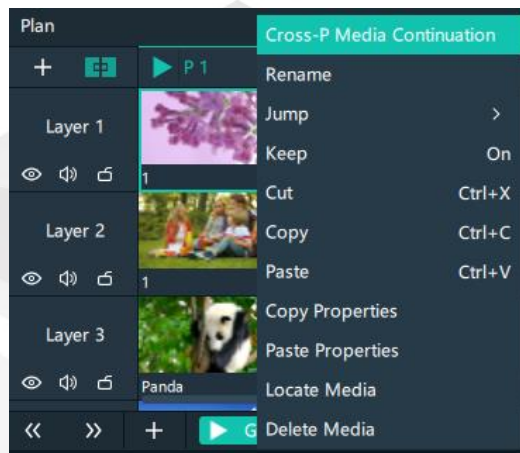 Plan
P 1
Layer 1
1
Layer 2
1
Layer 3
Panda
G
Cross-P Media Continuation
Rename
Jump >
Keep On
Cut Ctrl+X
Copy Ctrl+C
Paste Ctrl+V
Copy Properties
Paste Properties
Locate Media
Delete Media